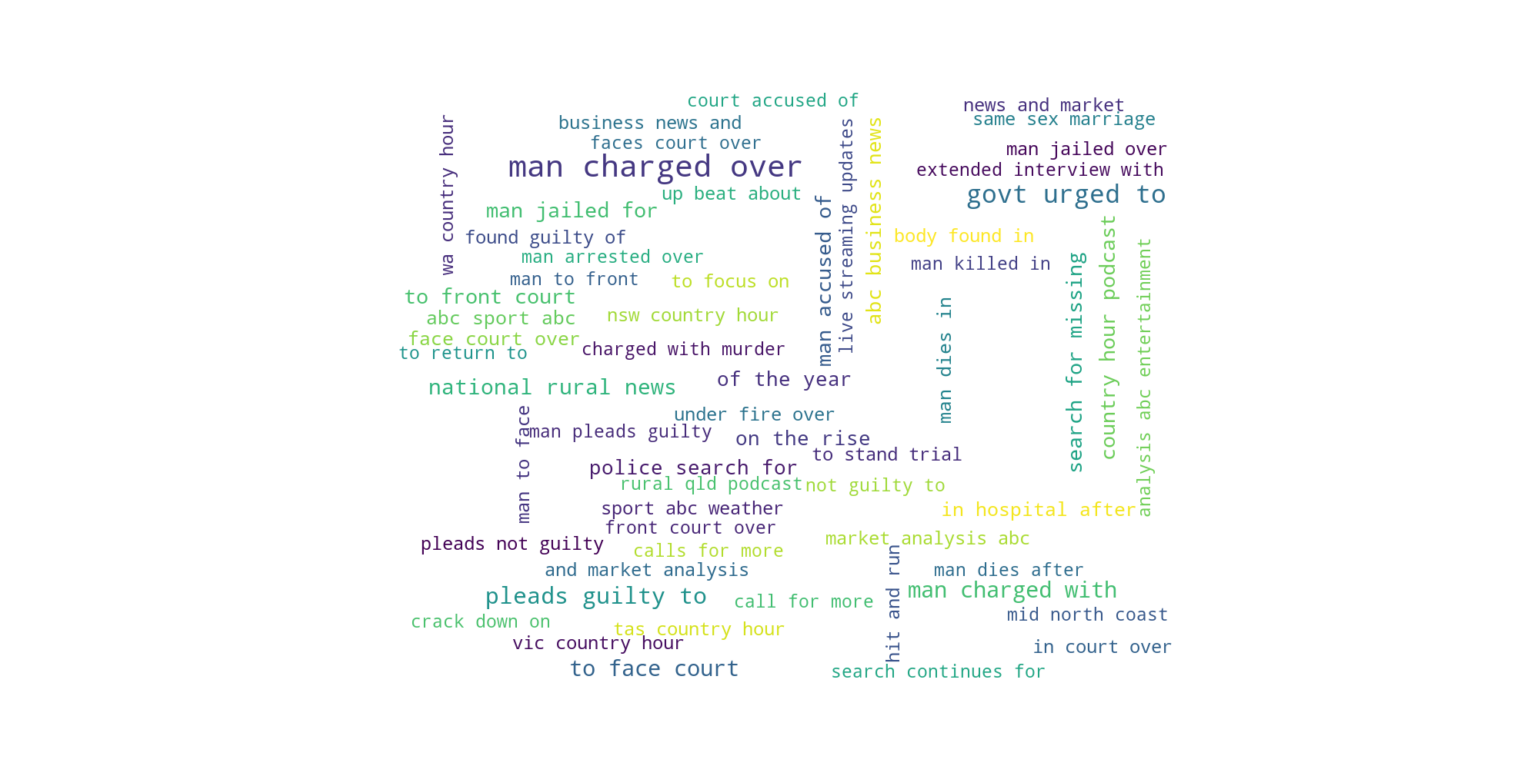 court accused of
news and market
business news and
same sex marriage
faces court over
man jailed over
man charged over
extended interview with
up beat about
govt urged to
wa country hour
man jailed for
live streaming updates
abc business news
found guilty of
man accused of
body found in
man arrested over
man killed in
man to front
to focus on
to front court
abc sport abc
nsw country hour
face court over
to return to
charged with murder
man dies in
search for missing
country hour podcast
analysis abc entertainment
national rural news
of the year
under fire over
man to face
man pleads guilty
on the rise
to stand trial
police search for
rural qld podcast
not guilty to
sport abc weather
in hospital after
front court over
pleads not guilty
calls for more
market analysis abc
and market analysis
man dies after
pleads guilty to
call for more
hit and run
man charged with
crack down on
tas country hour
mid north coast
vic country hour
in court over
to face court
search continues for